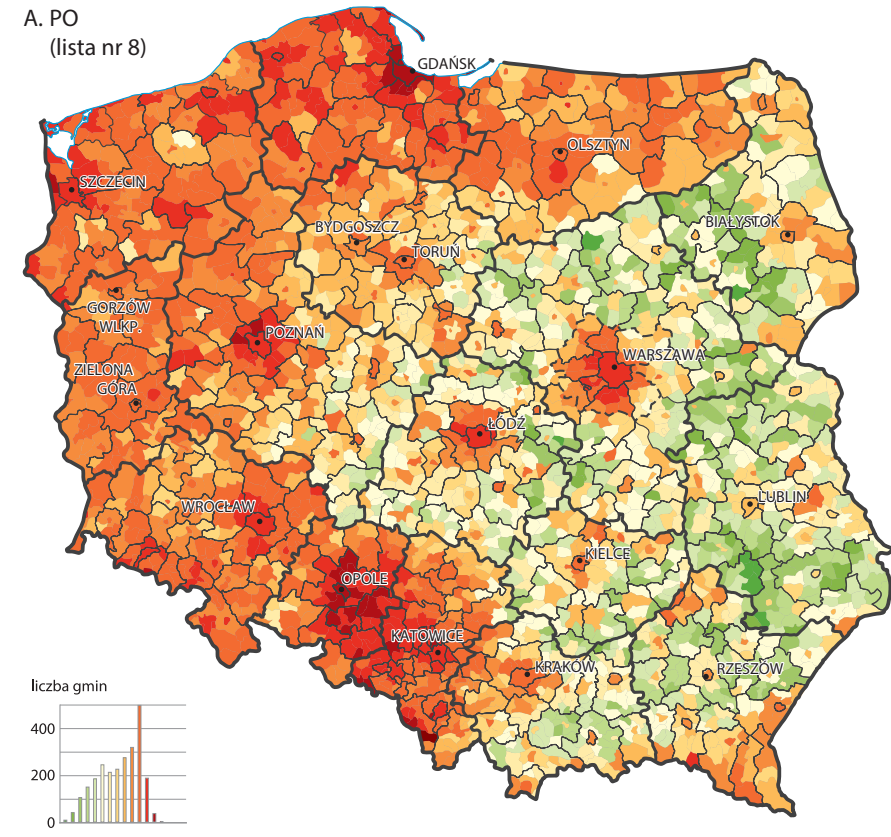 A. PO
(lista nr 8)
GDAŃSK
OLSZTYN
SZCZECIN
BIAŁYSTOK
BYDGOSZCZ
TORUŃ
GORZÓW
WLKP.
POZNAŃ
WARSZAWA
ZIELONA
GÓRA
ŁÓDŹ
LUBLIN
WROCŁAW
KIELCE
OPOLE
KATOWICE
KRAKÓW
RZESZÓW
liczba gmin
400
200
0